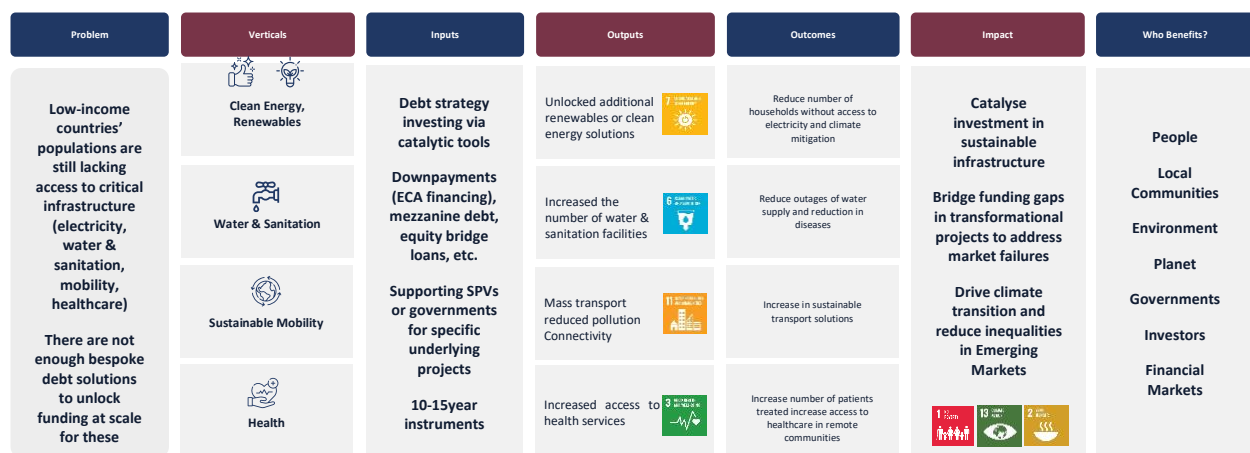 Problem
Verticals
Inputs
Outputs
Outcomes
Impact
Who Benefits?
Low-income
countries’
populations are
still lacking
access to critical
infrastructure
(electricity,
water &
sanitation,
mobility,
healthcare)
There are not
enough bespoke
debt solutions
to unlock
funding at scale
for these
Clean Energy,
Renewables
Water & Sanitation
Sustainable Mobility
Health
Debt strategy
investing via
catalytic tools
Downpayments
(ECA financing),
mezzanine debt,
equity bridge
loans, etc.
Supporting SPVs
or governments
for specific
underlying
projects
10-15year
instruments
Unlocked additional
renewables or clean
energy solutions
7
Increased the
number of water &
sanitation facilities
6
Mass transport
reduced pollution
Connectivity
11
Increased access to
health services
3
Reduce number of
households without access to
electricity and climate
mitigation
Reduce outages of water
supply and reduction in
diseases
Increase in sustainable
transport solutions
Increase number of patients
treated increase access to
healthcare in remote
communities
Catalyse
investment in
sustainable
infrastructure
Bridge funding gaps
in transformational
projects to address
market failures
Drive climate
transition and
reduce inequalities
in Emerging
Markets
1
13
2
People
Local
Communities
Environment
Planet
Governments
Investors
Financial
Markets